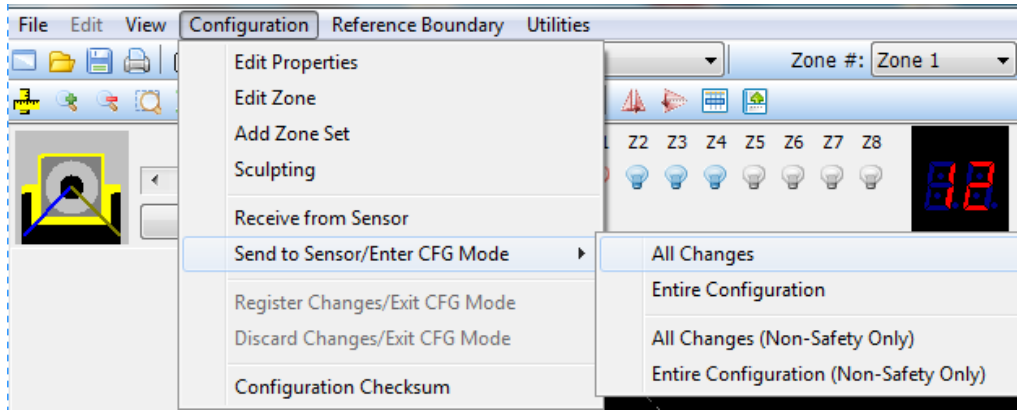 File Edit View Configuration Reference Boundary Utilities
Zone #: Zone 1
Edit Properties
Edit Zone
Add Zone Set
Sculpting
Receive from Sensor
Send to Sensor/Enter CFG Mode
Register Changes/Exit CFG Mode
Discard Changes/Exit CFG Mode
Configuration Checksum
Z2 Z3 Z4 Z5 Z6 Z7 Z8
12
All Changes
Entire Configuration
All Changes (Non-Safety Only)
Entire Configuration (Non-Safety Only)